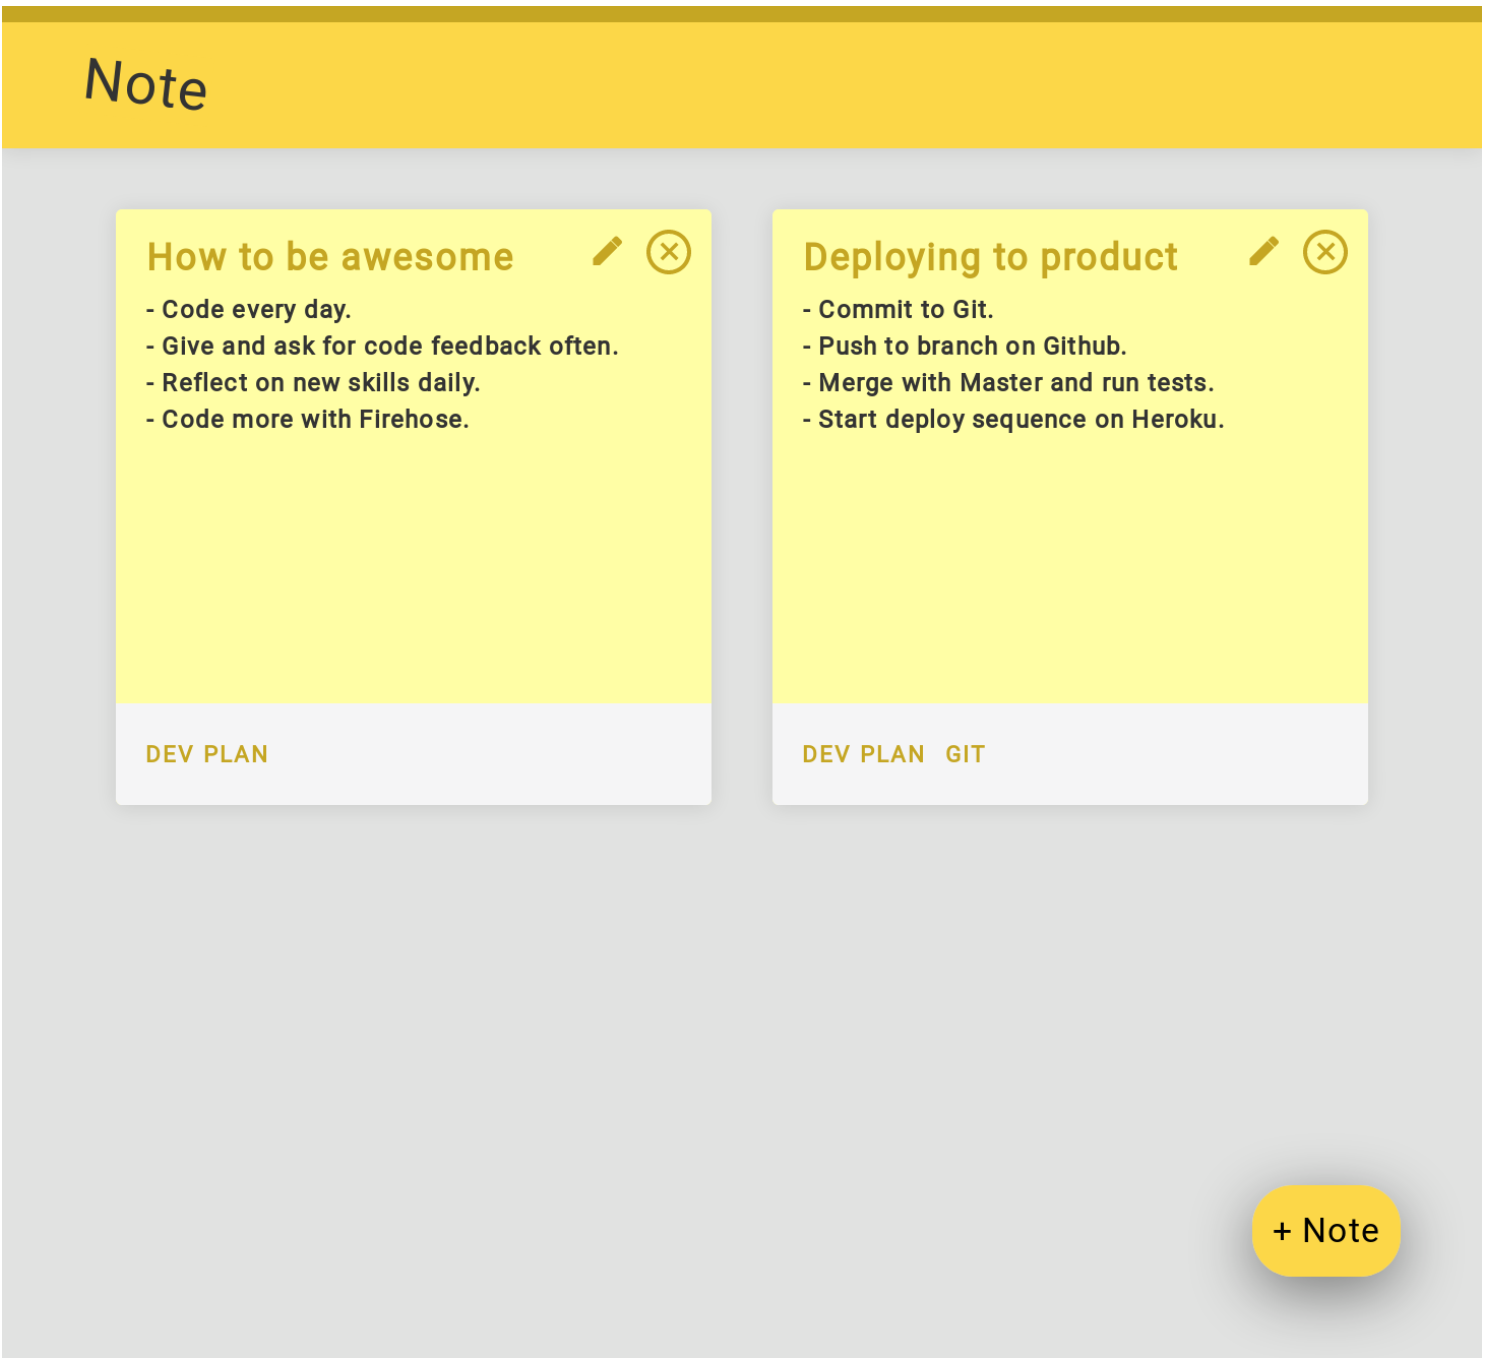 Note
How to be awesome
- Code every day.
- Give and ask for code feedback often.
- Reflect on new skills daily.
- Code more with Firehose.
DEV PLAN
Deploying to product
- Commit to Git.
- Push to branch on Github.
- Merge with Master and run tests.
- Start deploy sequence on Heroku.
DEV PLAN GIT
+ Note